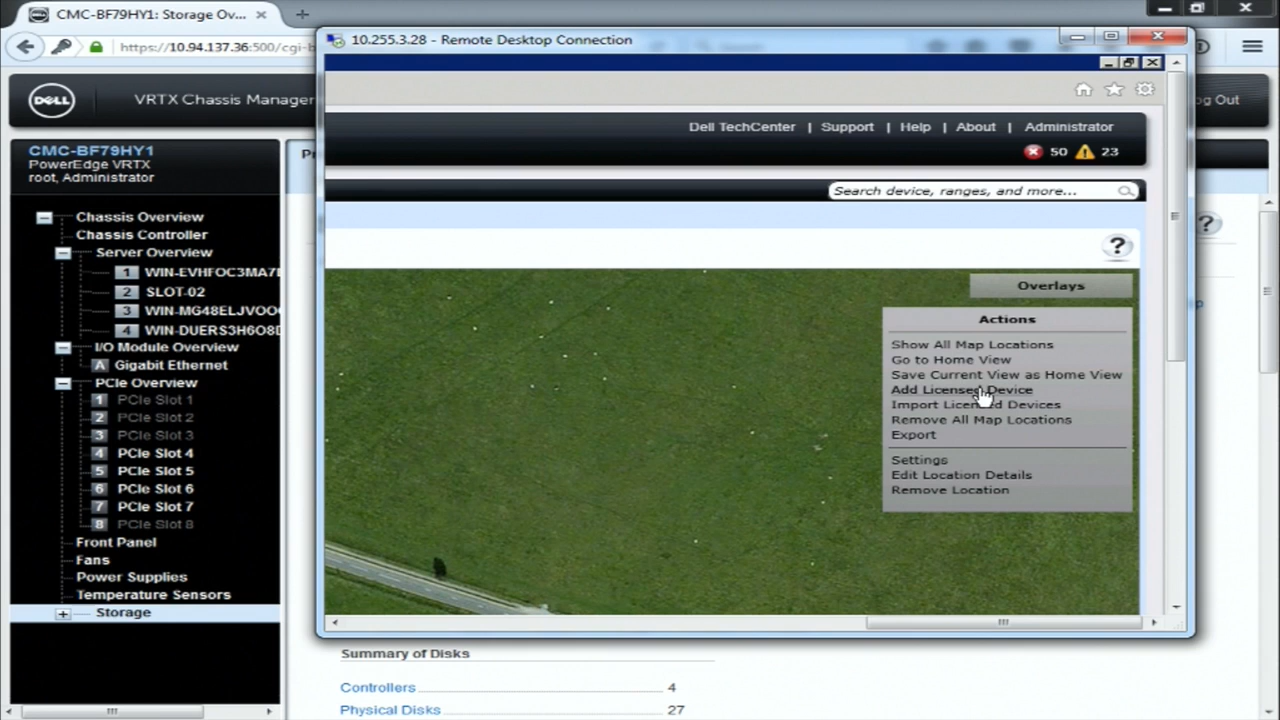 CMC-BF79HY1: Storage Ov...
10.255.3.28 - Remote Desktop Connection
https://10.94.137.36:500/cgi-b
DELL
VRTX Chassis Manager
og Out
Dell TechCenter | Support | Help | About | Administrator
50 23
CMC-BF79HY1
PowerEdge VRTX
root, Administrator
Search device, ranges, and more...
Chassis Overview
Chassis Controller
Server Overview
1 WIN-EVHFOC3MA7
2 SLOT-02
3 WIN-MG48ELJVOO
4 WIN-DUERS3H6O8D
I/O Module Overview
A Gigabit Ethernet
PCIe Overview
1 PCIe Slot 1
2 PCIe Slot 2
3 PCIe Slot 3
4 PCIe Slot 4
5 PCIe Slot 5
6 PCIe Slot 6
7 PCIe Slot 7
8 PCIe Slot 8
Front Panel
Fans
Power Supplies
Temperature Sensors
Storage
?
?
Overlays
Actions
Show All Map Locations
Go to Home View
Save Current View as Home View
Add Licensed Device
Import Licensed Devices
Remove All Map Locations
Export
Settings
Edit Location Details
Remove Location
Summary of Disks
Controllers 4
Physical Disks 27